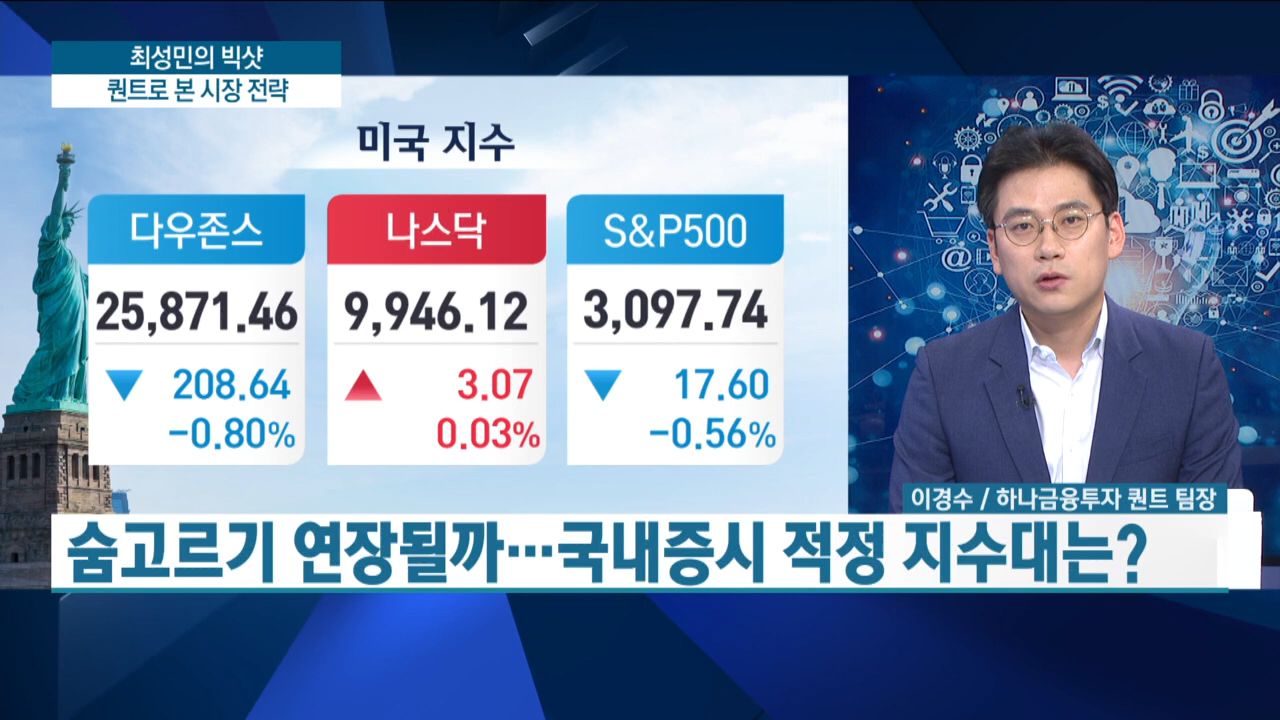 최성민의 빅샷
퀀트로 본 시장 전략
미국 지수
다우존스
25,871.46
▼ 208.64
-0.80%
나스닥
9,946.12
▲ 3.07
0.03%
S&P500
3,097.74
▼ 17.60
-0.56%
이경수 / 하나금융투자 퀀트 팀장
숨고르기 연장될까…국내증시 적정 지수대는?